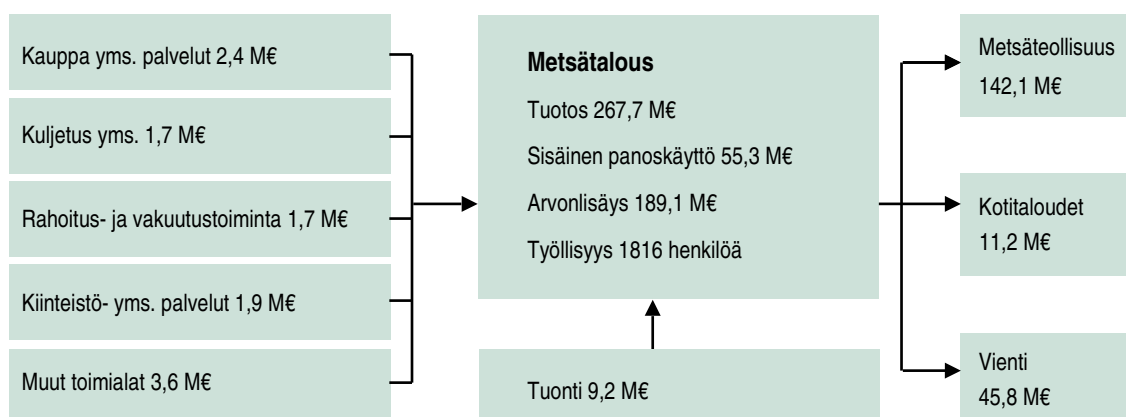 Kauppa yms. palvelut 2,4 M€
Kuljetus yms. 1,7 M€
Rahoitus- ja vakuutustoiminta 1,7 M€
Kiinteistö- yms. palvelut 1,9 M€
Muut toimialat 3,6 M€
Metsätalous
Tuotos 267,7 M€
Sisäinen panoskäyttö 55,3 M€
Arvonlisäys 189,1 M€
Työllisyys 1816 henkilöä
Tuonti 9,2 M€
Metsäteollisuus
142,1 M€
Kotitaloudet
11,2 M€
Vienti
45,8 M€